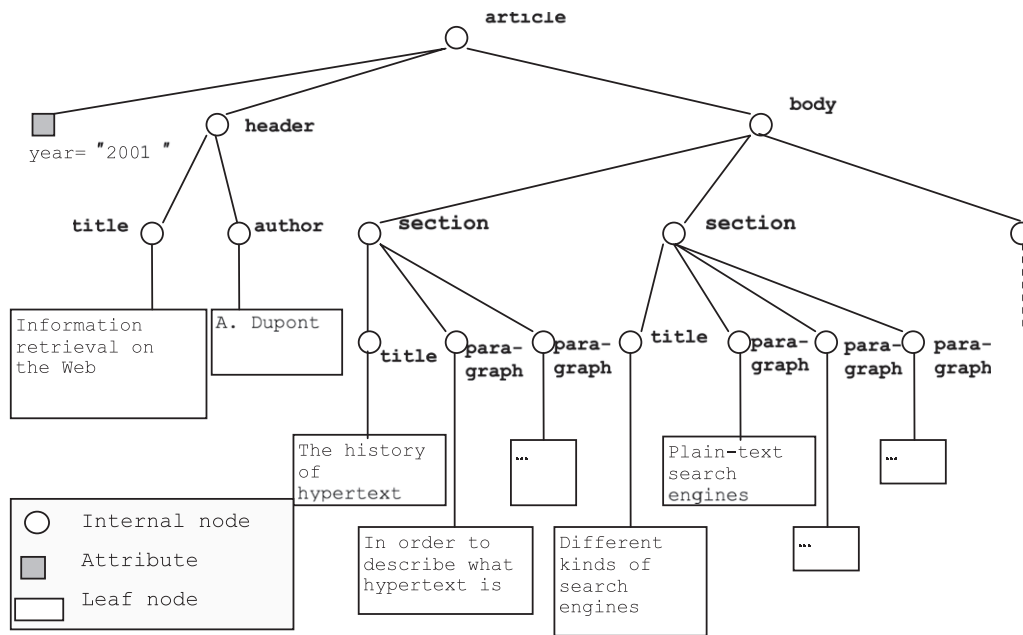 article
body
header
year= "2001 "
title
author
section
section
Information
retrieval on
the Web
A. Dupont
title
para-
graph
para-
graph
title
para-
graph
para-
graph
para-
graph
The history
of
hypertext
...
Plain-text
search
engines
...
In order to
describe what
hypertext is
Different
kinds of
search
engines
...
Internal node
Attribute
Leaf node